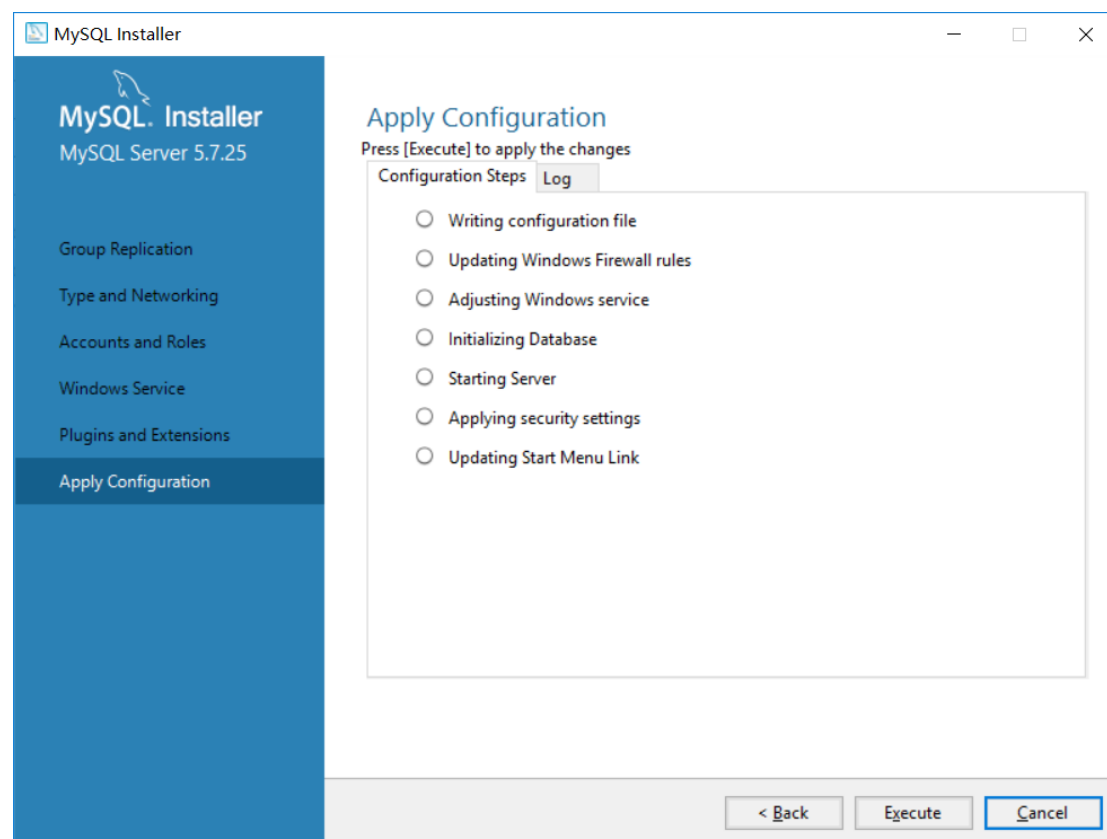 MySQL Installer
MySQL. Installer
MySQL Server 5.7.25
Group Replication
Type and Networking
Accounts and Roles
Windows Service
Plugins and Extensions
Apply Configuration
Apply Configuration
Press [Execute] to apply the changes
Configuration Steps Log
Writing configuration file
Updating Windows Firewall rules
Adjusting Windows service
Initializing Database
Starting Server
Applying security settings
Updating Start Menu Link
< Back Execute Cancel